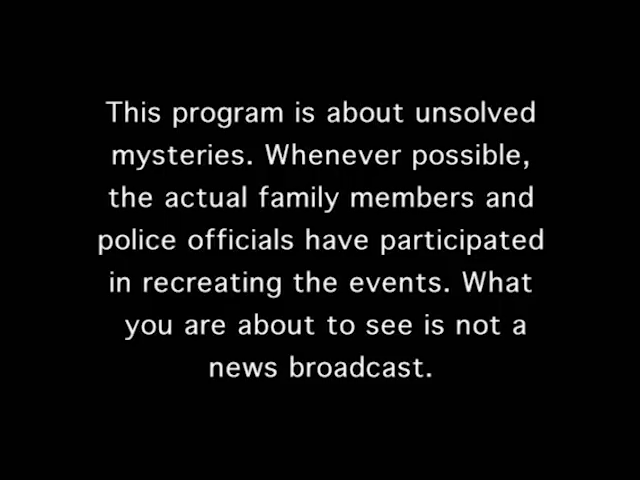 This program is about unsolved
mysteries. Whenever possible,
the actual family members and
police officials have participated
in recreating the events. What
you are about to see is not a
news broadcast.